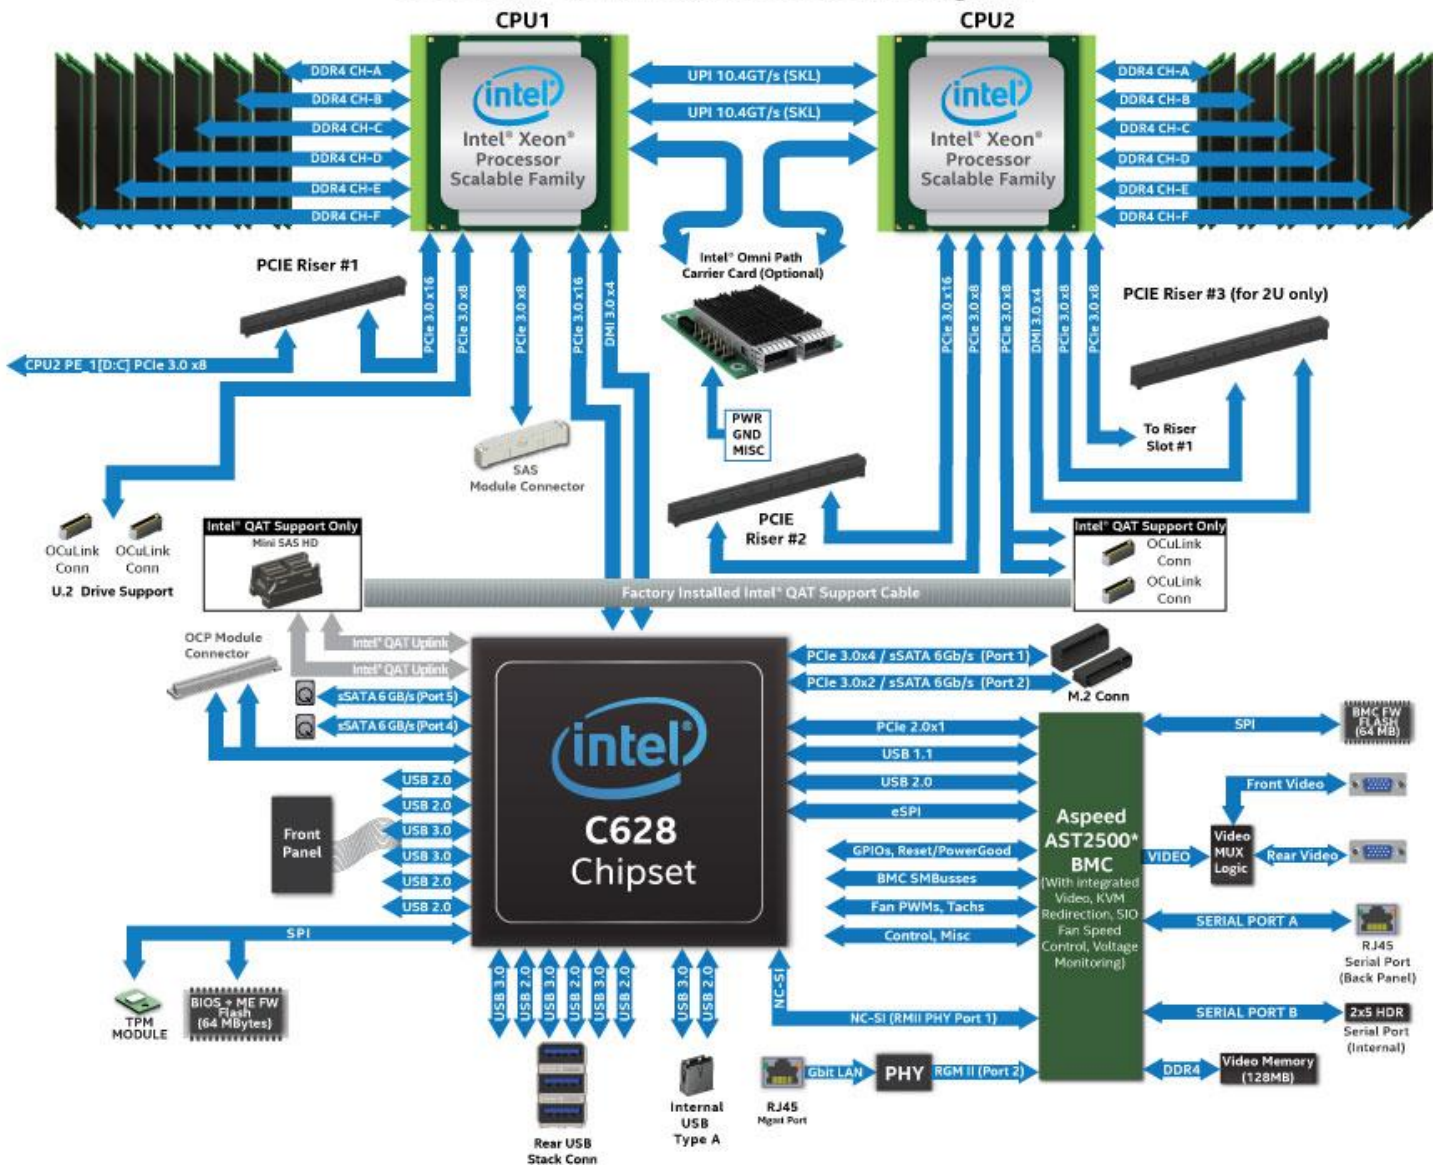 CPU1
CPU2
DDR4 CH-A
DDR4 CH-B
DDR4 CH-C
DDR4 CH-D
DDR4 CH-E
DDR4 CH-F
intel
Intel® Xeon®
Processor
Scalable Family
UPI 10.4GT/s (SKL)
UPI 10.4GT/s (SKL)
intel
Intel® Xeon®
Processor
Scalable Family
DDR4 CH-A
DDR4 CH-B
DDR4 CH-C
DDR4 CH-D
DDR4 CH-E
DDR4 CH-F
PCIE Riser #1
CPU2 PE_1[D:C] PCIe 3.0 x8
PCIe 3.0 x16
PCIe 3.0 x8
PCIe 3.0 x8
PCIe 3.0 x16
DMI 3.0 x4
Intel® Omni Path
Carrier Card (Optional)
PWR
GND
MISC
PCIe 3.0 x16
PCIe 3.0 x8
PCIe 3.0 x8
DMI 3.0 x4
PCIe 3.0 x8
PCIe 3.0 x8
PCIE Riser #3 (for 2U only)
To Riser
Slot #1
SAS
Module Connector
PCIE
Riser #2
OCuLink
Conn
OCuLink
Conn
U.2 Drive Support
Intel® QAT Support Only
Mini SAS HD
Factory Installed Intel® QAT Support Cable
Intel® QAT Support Only
OCuLink
Conn
OCuLink
Conn
OCP Module
Connector
Intel® QAT Uplink
Intel® QAT Uplink
sSATA 6 GB/s (Port 5)
sSATA 6 GB/s (Port 4)
USB 2.0
USB 2.0
USB 3.0
USB 3.0
USB 2.0
USB 2.0
Front
Panel
SPI
TPM
MODULE
BIOS + ME FW
Flash
(64 MBytes)
intel®
C628
Chipset
PCIe 3.0x4 / sSATA 6Gb/s (Port 1)
PCIe 3.0x2 / sSATA 6Gb/s (Port 2)
M.2 Conn
PCIe 2.0x1
USB 1.1
USB 2.0
eSPI
GPIOs, Reset/PowerGood
BMC SMBusses
Fan PWMs, Tachs
Control, Misc
NC-SI
NC-SI (RMII PHY Port 1)
Aspeed
AST2500*
BMC
(With integrated
Video, KVM
Redirection, SIO
Fan Speed
Control, Voltage
Monitoring)
SPI
BMC FW
FLASH
(64 MB)
Front Video
VIDEO
Video
MUX
Logic
Rear Video
SERIAL PORT A
RJ45
Serial Port
(Back Panel)
SERIAL PORT B
2x5 HDR
Serial Port
(Internal)
DDR4
Video Memory
(128MB)
USB 3.0
USB 2.0
USB 3.0
USB 2.0
USB 3.0
USB 2.0
Rear USB
Stack Conn
USB 3.0
USB 2.0
Internal
USB
Type A
RJ45
Mgmt Port
Gbit LAN
PHY
RGM II (Port 2)